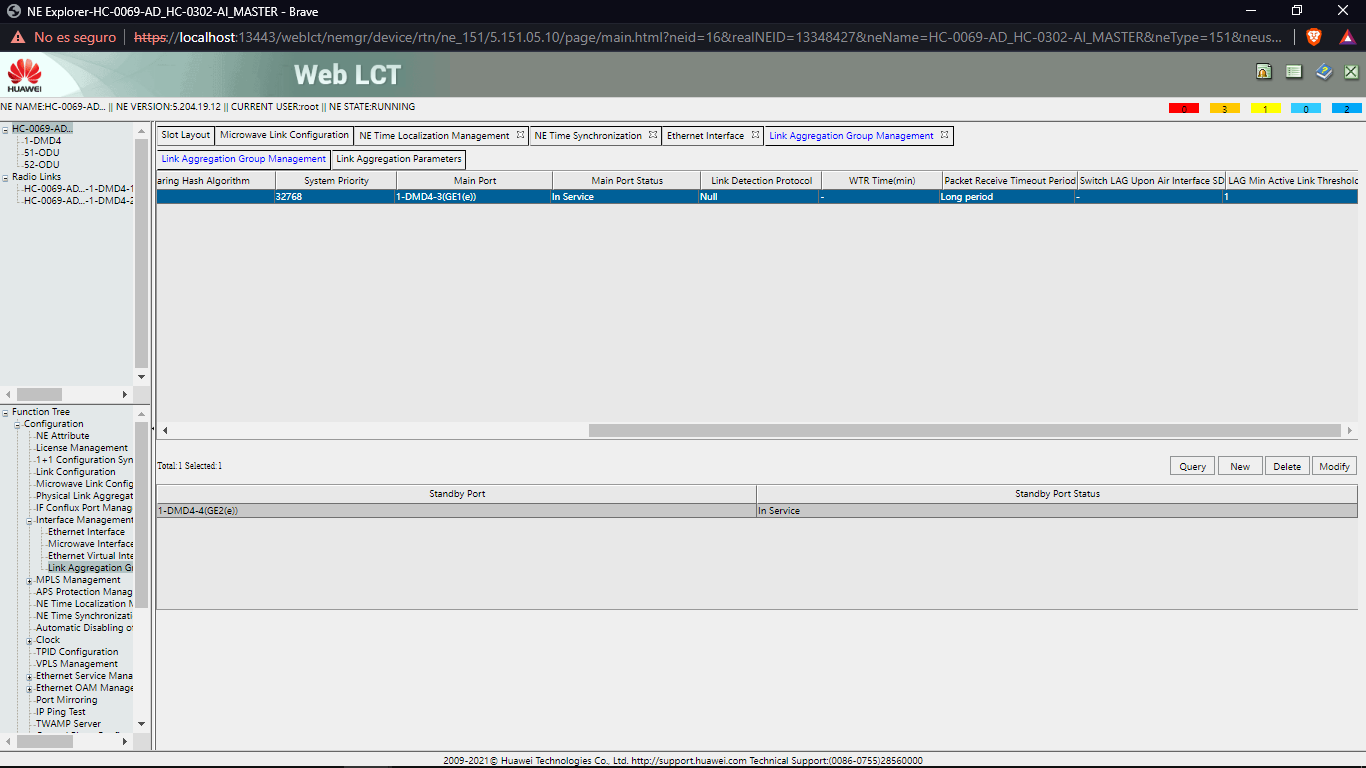 NE Explorer-HC-0069-AD_HC-0302-AI_MASTER - Brave
No es seguro | https://localhost:13443/weblct/nemgr/device/rtn/ne_151/5.151.05.10/page/main.html?neid=16&realNEID=13348427&neName=HC-0069-AD_HC-0302-AI_MASTER&neType=151&neus...
HUAWEI
Web LCT
NE NAME:HC-0069-AD... || NE VERSION:5.204.19.12 || CURRENT USER:root || NE STATE:RUNNING
0 3 1 0 2
HC-0069-AD...
1-DMD4
51-ODU
52-ODU
Radio Links
HC-0069-AD...-1-DMD4-1
HC-0069-AD...-1-DMD4-2
Slot Layout Microwave Link Configuration NE Time Localization Management NE Time Synchronization Ethernet Interface Link Aggregation Group Management
Link Aggregation Group Management Link Aggregation Parameters
aring Hash Algorithm System Priority Main Port Main Port Status Link Detection Protocol WTR Time(min) Packet Receive Timeout Period Switch LAG Upon Air Interface SD LAG Min Active Link Threshold
32768 1-DMD4-3(GE1(e)) In Service Null - Long period - 1
Total:1 Selected:1
Query New Delete Modify
Standby Port Standby Port Status
1-DMD4-4(GE2(e)) In Service
Function Tree
Configuration
NE Attribute
License Management
1+1 Configuration Syn
Link Configuration
Microwave Link Config
Physical Link Aggregat
IF Conflux Port Manag
Interface Management
Ethernet Interface
Microwave Interface
Ethernet Virtual Inte
Link Aggregation Gr
MPLS Management
APS Protection Manag
NE Time Localization M
NE Time Synchronizati
Automatic Disabling of
Clock
TPID Configuration
VPLS Management
Ethernet Service Mana
Ethernet OAM Manage
Port Mirroring
IP Ping Test
TWAMP Server
2009-2021© Huawei Technologies Co., Ltd. http://support.huawei.com Technical Support:(0086-0755)28560000